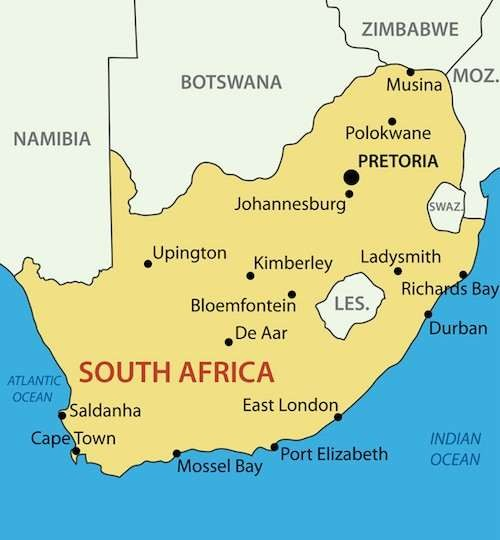 ZIMBABWE
BOTSWANA
MOZ.
Musina
NAMIBIA
Polokwane
PRETORIA
Johannesburg
SWAZ.
Upington
Kimberley
Ladysmith
Richards Bay
Bloemfontein
LES.
Durban
De Aar
SOUTH AFRICA
ATLANTIC
OCEAN
Saldanha
East London
Cape Town
INDIAN
OCEAN
Port Elizabeth
Mossel Bay